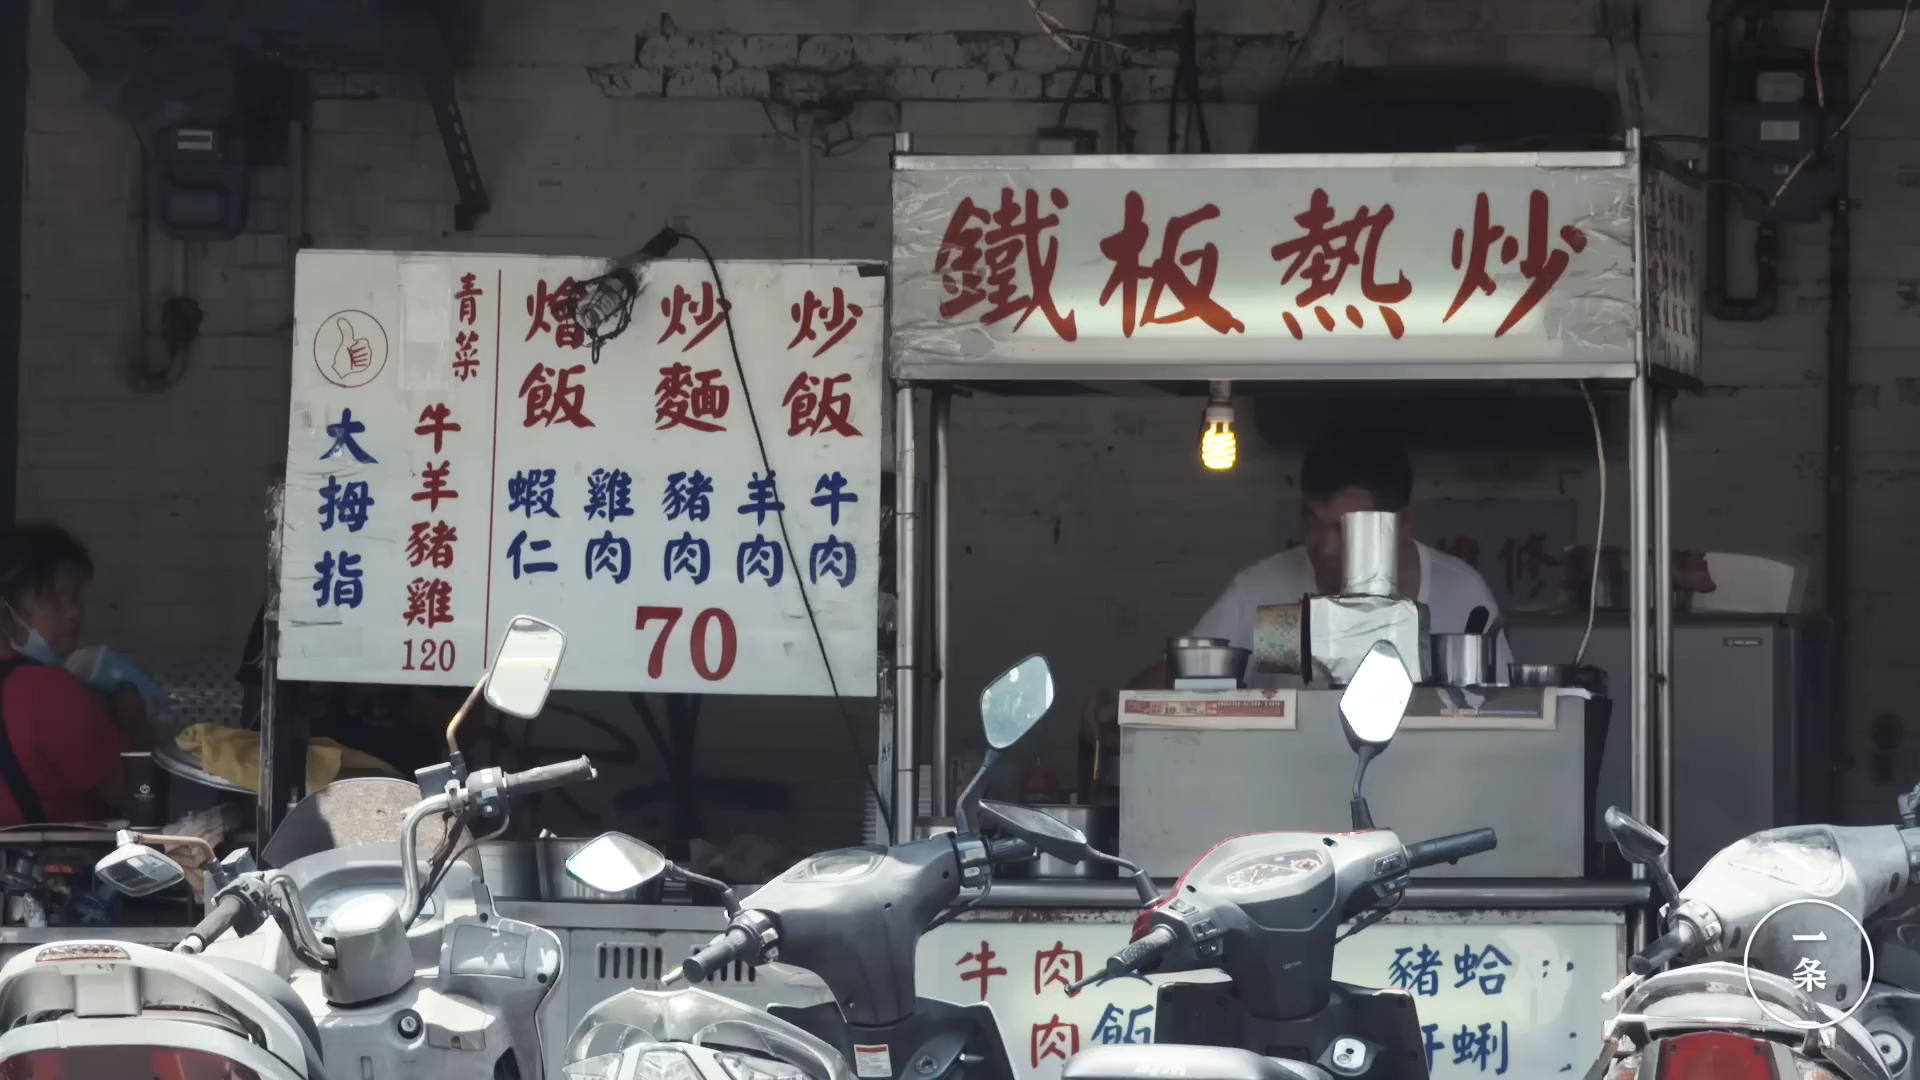 鐵板熱炒
炒飯
炒麵
燴飯
牛肉
羊肉
豬肉
雞肉
蝦仁
70
青菜
牛羊豬雞
120
大拇指
牛肉
肉
飯
豬蛤
蜊
一条